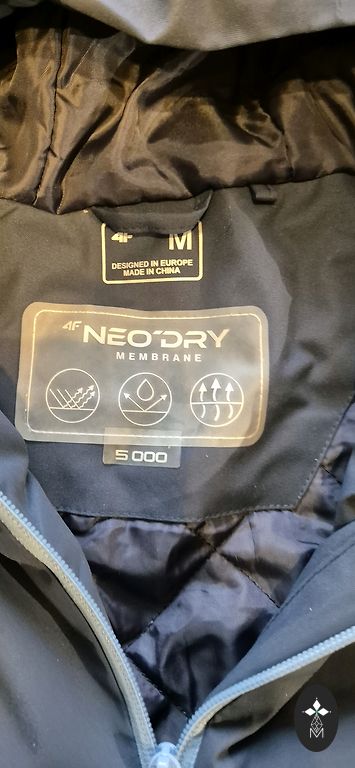 4F M
DESIGNED IN EUROPE
MADE IN CHINA
4F NEO'DRY
MEMBRANE
5 000
M